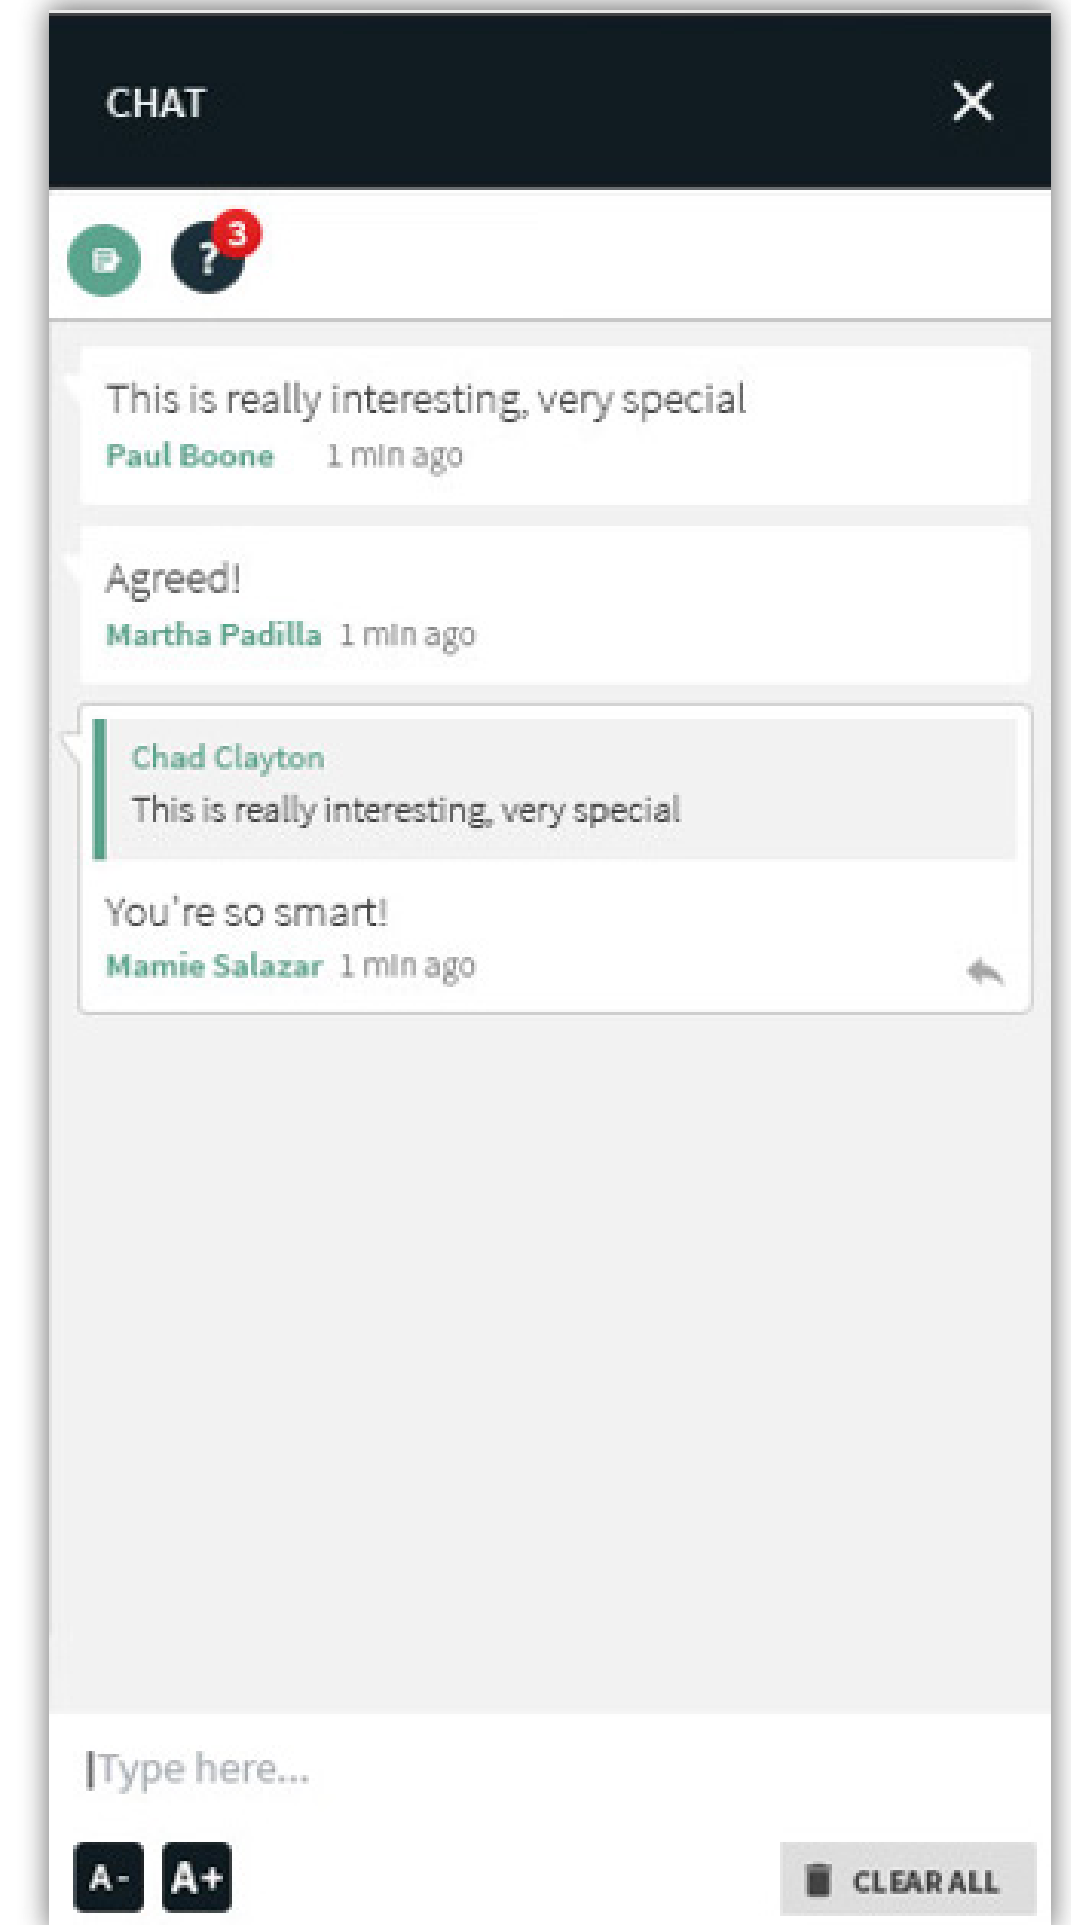 CHAT
?
3
This is really interesting, very special
Paul Boone 1 min ago
Agreed!
Martha Padilla 1 min ago
Chad Clayton
This is really interesting, very special
You're so smart!
Mamie Salazar 1 min ago
Type here...
A- A+ CLEAR ALL